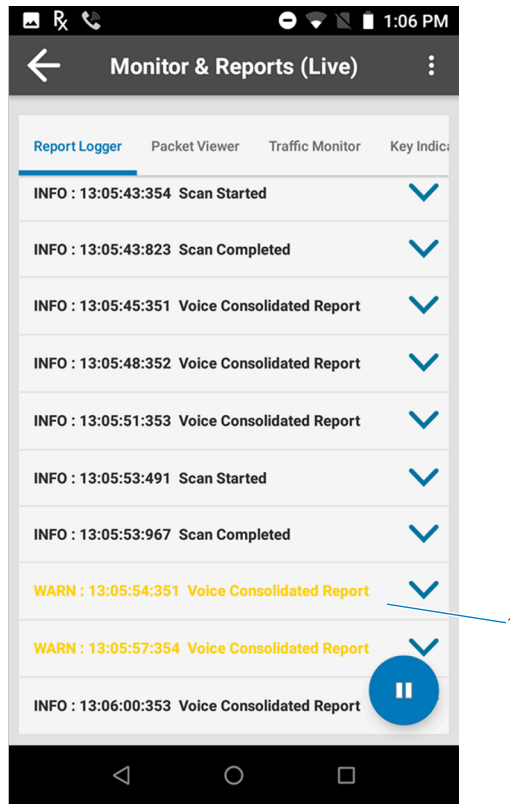 1:06 PM
Monitor & Reports (Live)
Report Logger Packet Viewer Traffic Monitor Key Indica
INFO : 13:05:43:354 Scan Started
INFO : 13:05:43:823 Scan Completed
INFO : 13:05:45:351 Voice Consolidated Report
INFO : 13:05:48:352 Voice Consolidated Report
INFO : 13:05:51:353 Voice Consolidated Report
INFO : 13:05:53:491 Scan Started
INFO : 13:05:53:967 Scan Completed
WARN : 13:05:54:351 Voice Consolidated Report
WARN : 13:05:57:354 Voice Consolidated Report
INFO : 13:06:00:353 Voice Consolidated Report